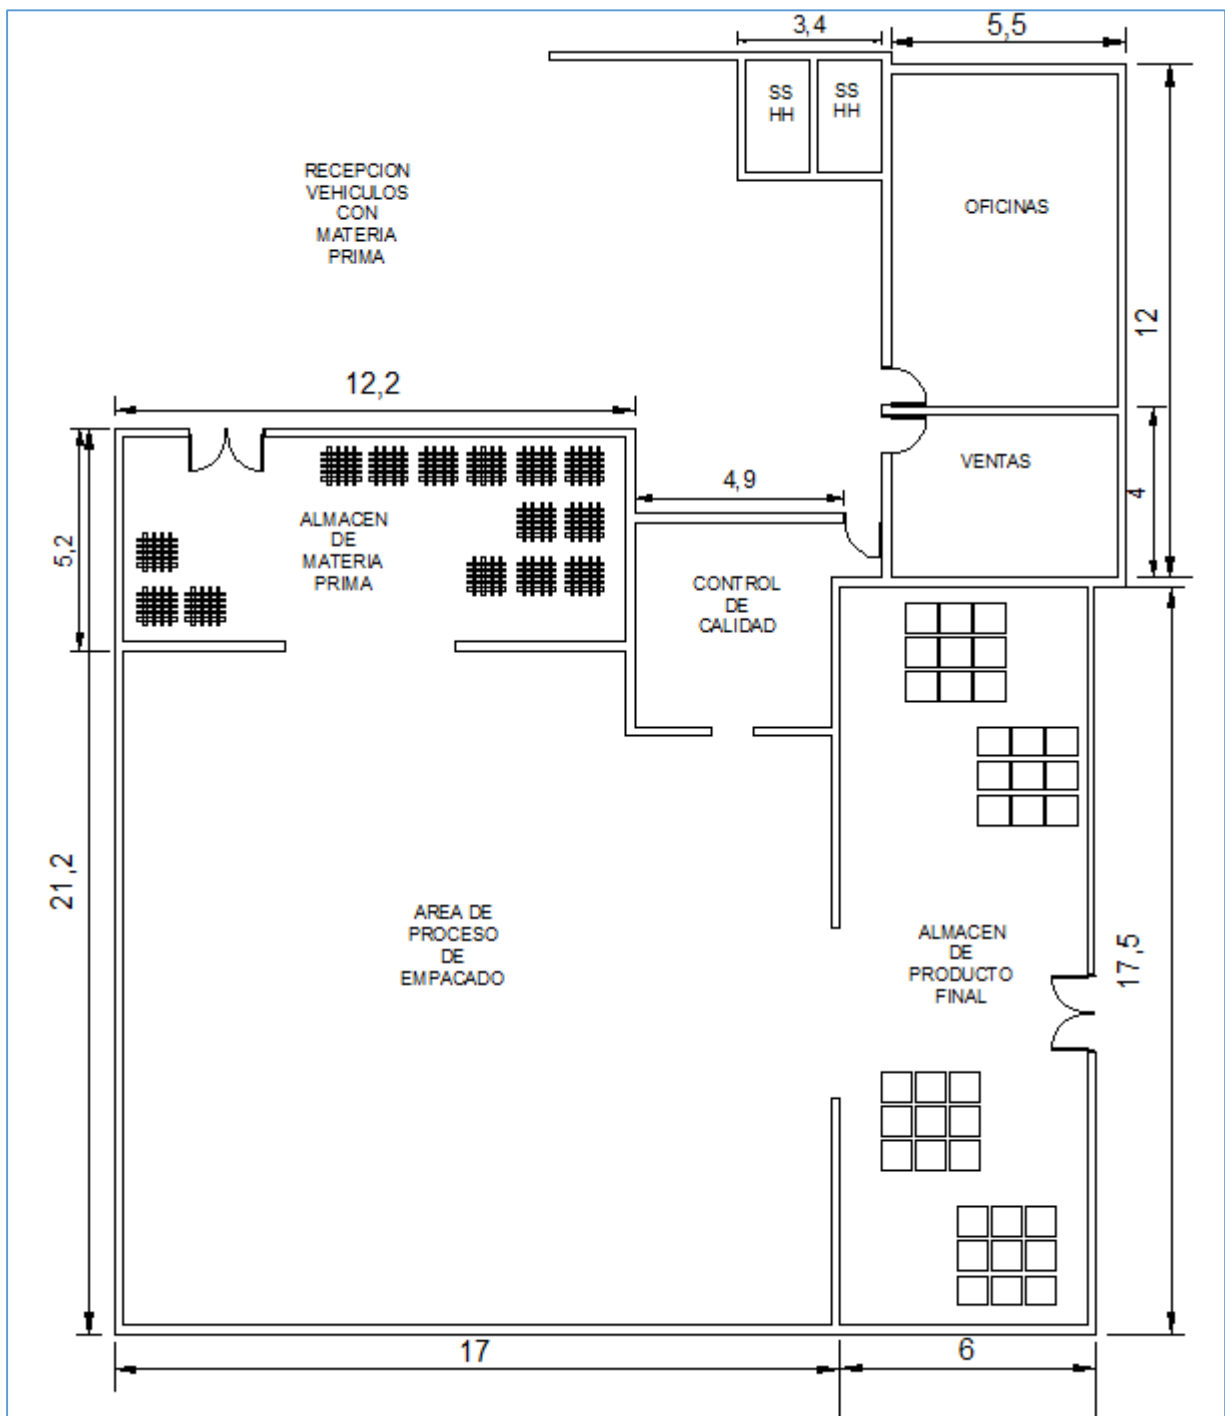 3,4
5,5
SS
HH
SS
HH
RECEPCION
VEHICULOS
CON
MATERIA
PRIMA
OFICINAS
12
12,2
VENTAS
4,9
4
5,2
ALMACEN
DE
MATERIA
PRIMA
CONTROL
DE
CALIDAD
21,2
AREA DE
PROCESO
DE
EMPACADO
ALMACEN
DE
PRODUCTO
FINAL
17,5
17
6